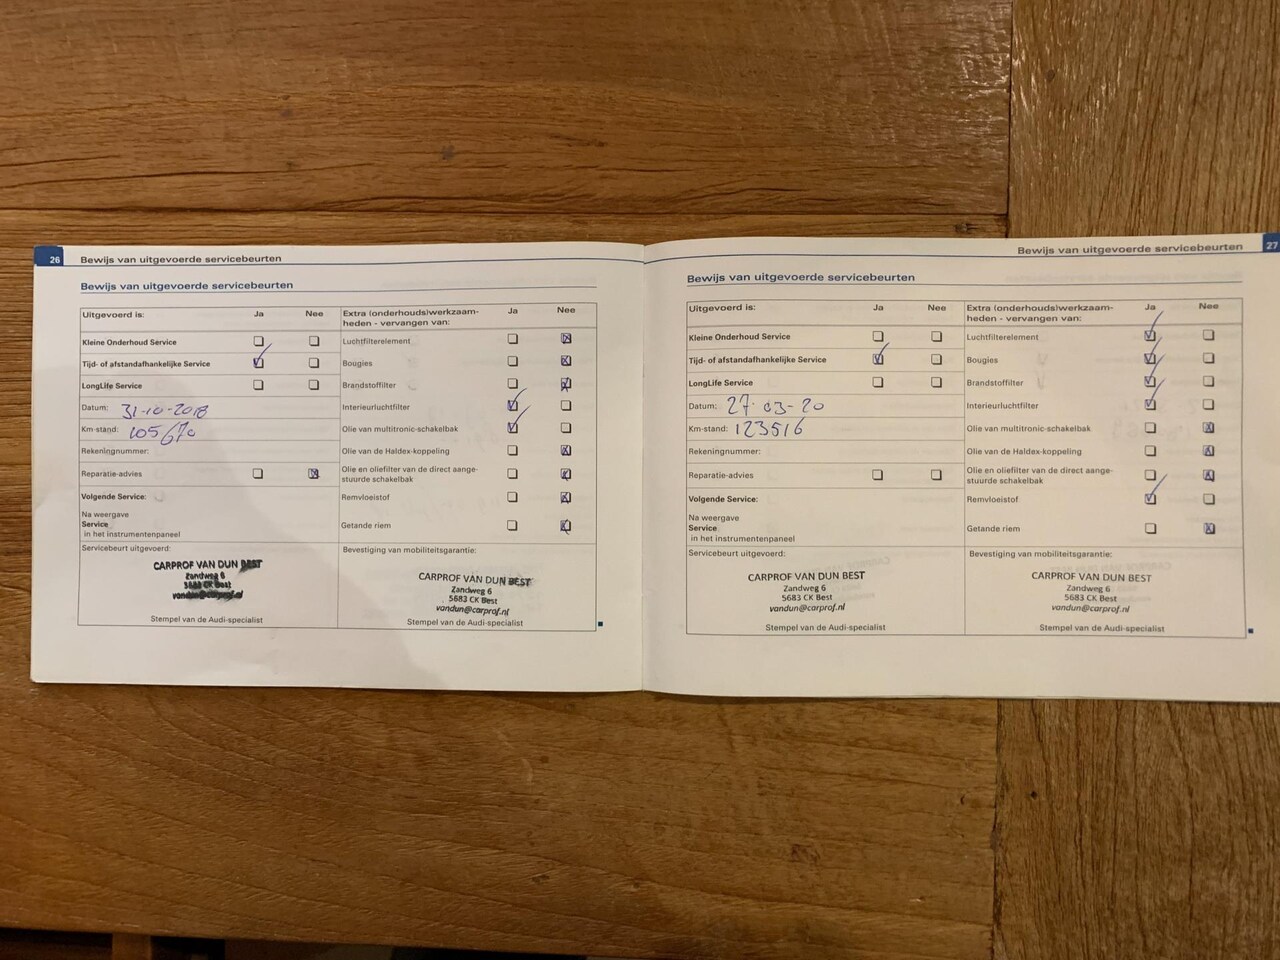 26 Bewijs van uitgevoerde servicebeurten
Bewijs van uitgevoerde servicebeurten
Uitgevoerd is: Ja Nee
Kleine Onderhoud Service
Tijd- of afstandafhankelijke Service
LongLife Service
Datum: 31-10-2018
Km-stand: 105670
Rekeningnummer:
Reparatie-advies
Volgende Service:
Na weergave
Service
in het instrumentenpaneel
Extra (onderhouds)werkzaam- Ja Nee
heden - vervangen van:
Luchtfilterelement
Bougies
Brandstoffilter
Interieurluchtfilter
Olie van multitronic-schakelbak
Olie van de Haldex-koppeling
Olie en oliefilter van de direct aange-
stuurde schakelbak
Remvloeistof
Getande riem
Servicebeurt uitgevoerd:
CARPROF VAN DUN BEST
Zandweg 6
5683 CK Best
vandun@carprof.nl
Stempel van de Audi-specialist
Bevestiging van mobiliteitsgarantie:
CARPROF VAN DUN BEST
Zandweg 6
5683 CK Best
vandun@carprof.nl
Stempel van de Audi-specialist
Bewijs van uitgevoerde servicebeurten 27
Bewijs van uitgevoerde servicebeurten
Uitgevoerd is: Ja Nee
Kleine Onderhoud Service
Tijd- of afstandafhankelijke Service
LongLife Service
Datum: 27-03-20
Km-stand: 123516
Rekeningnummer:
Reparatie-advies
Volgende Service:
Na weergave
Service
in het instrumentenpaneel
Extra (onderhouds)werkzaam- Ja Nee
heden - vervangen van:
Luchtfilterelement
Bougies
Brandstoffilter
Interieurluchtfilter
Olie van multitronic-schakelbak
Olie van de Haldex-koppeling
Olie en oliefilter van de direct aange-
stuurde schakelbak
Remvloeistof
Getande riem
Servicebeurt uitgevoerd:
CARPROF VAN DUN BEST
Zandweg 6
5683 CK Best
vandun@carprof.nl
Stempel van de Audi-specialist
Bevestiging van mobiliteitsgarantie:
CARPROF VAN DUN BEST
Zandweg 6
5683 CK Best
vandun@carprof.nl
Stempel van de Audi-specialist